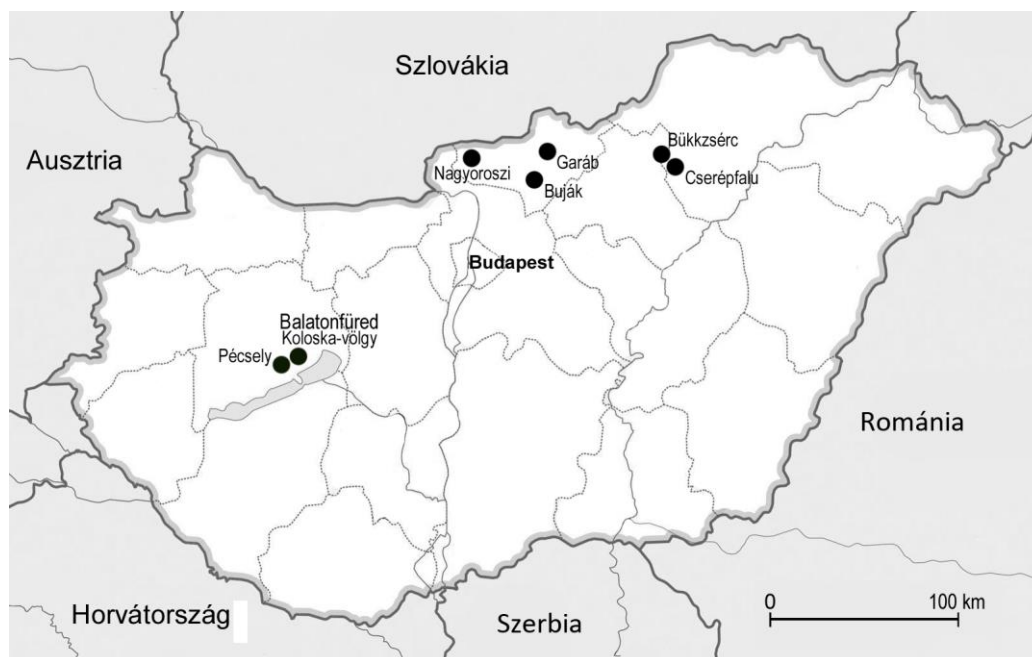 Szlovákia
Ausztria
Bükkzsérc
Garáb
Nagyoroszi
Cserépfalu
Buják
Budapest
Balatonfüred
Koloska-völgy
Pécsely
Románia
0 100 km
Horvátország
Szerbia